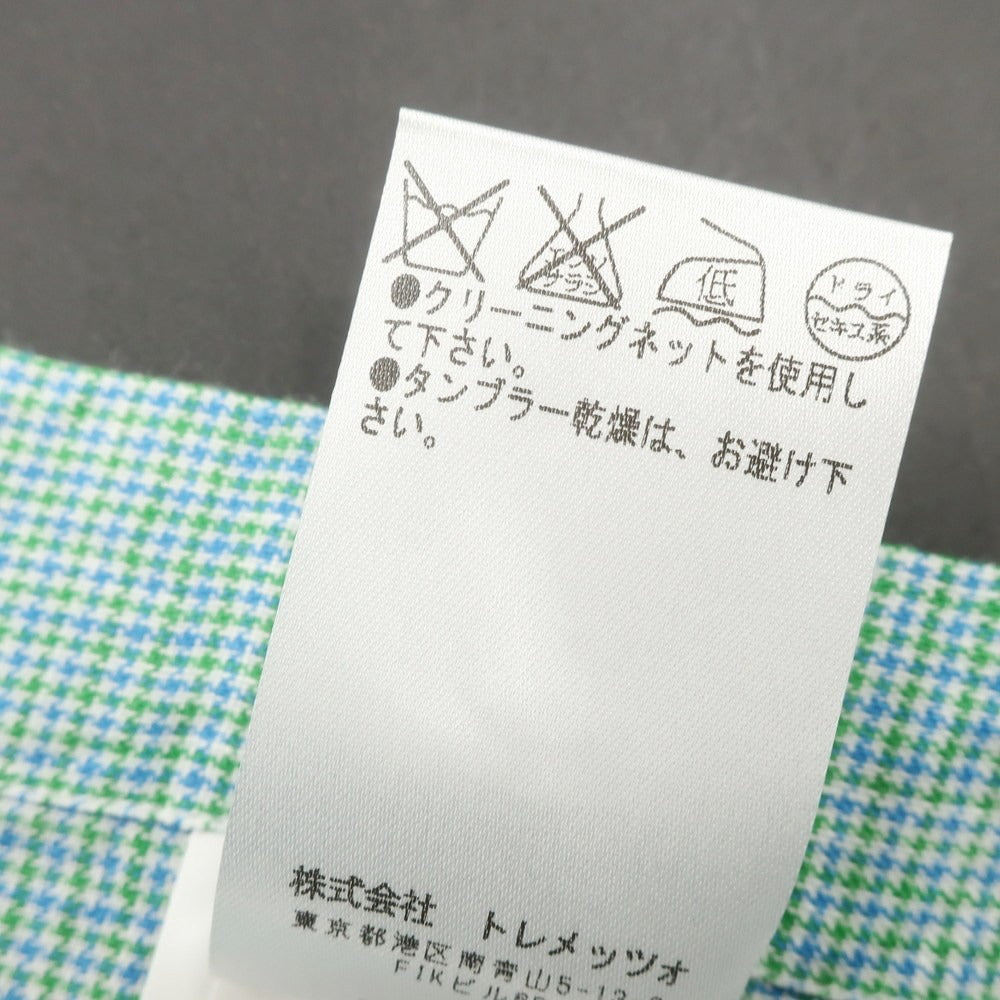 エンソ
サラシ
低
ドライ
セキユ系
●クリーニングネットを使用し
て下さい。
●タンブラー乾燥は、お避け下
さい。
株式会社 トレメッツォ
東京都港区南青山5-12-
FIKビル